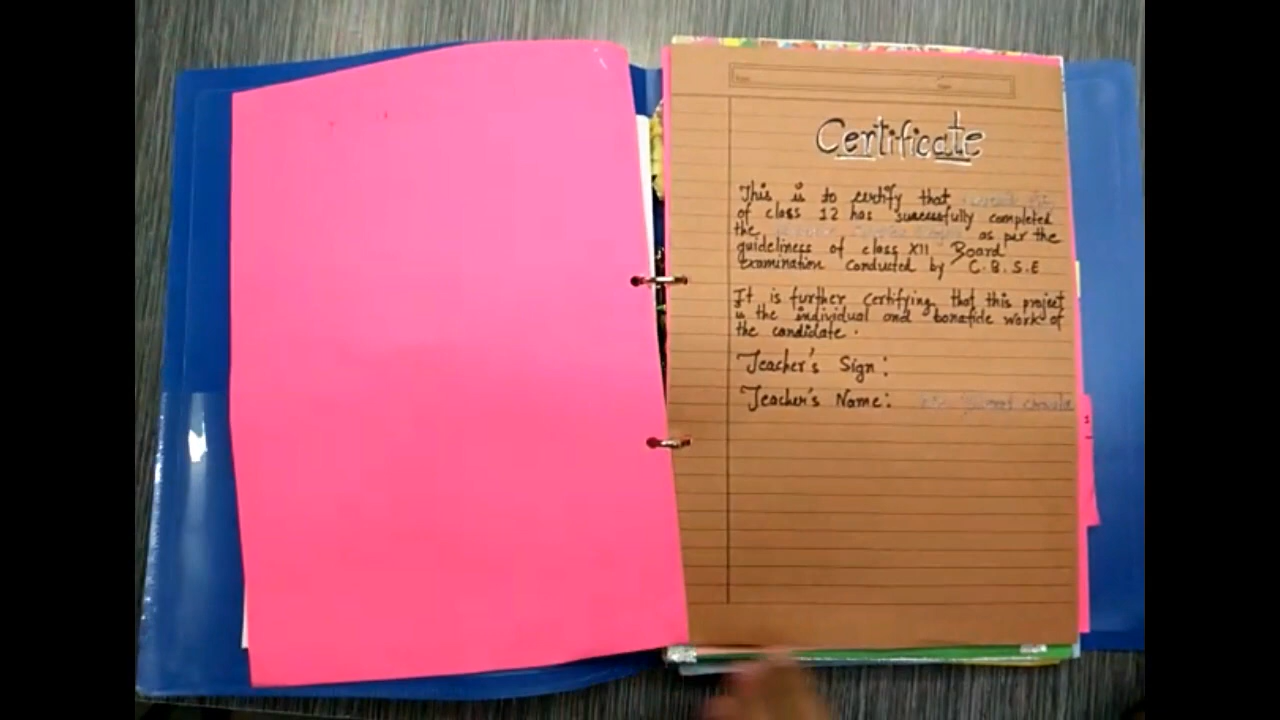 Certificate
This is to certify that
of class 12 has successfully completed
the as per the
guideliness of class XII Board
Examination conducted by C.B.S.E
It is further certifying that this project
is the individual and bonafide work of
the candidate.
Teacher's Sign:
Teacher's Name: